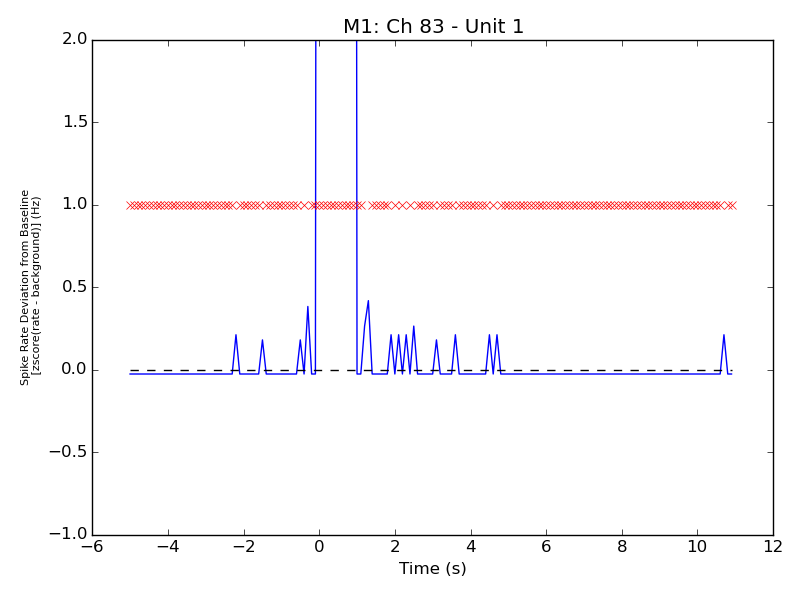 M1: Ch 83 - Unit 1
2.0
1.5
1.0
0.5
0.0
−0.5
−1.0
Spike Rate Deviation from Baseline
[zscore(rate - background)] (Hz)
−6 −4 −2 0 2 4 6 8 10 12
Time (s)